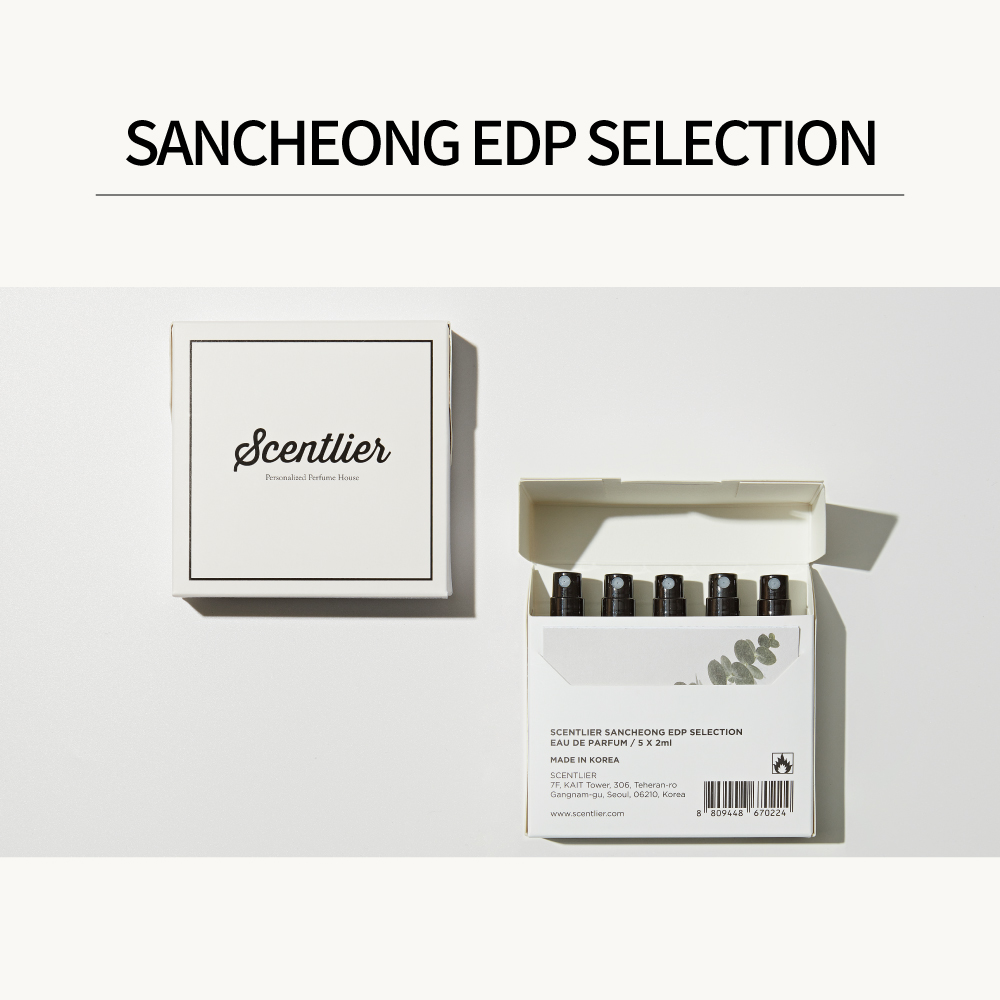 SANCHEONG EDP SELECTION
Scentlier
Personalized Perfume House
SCENTLIER SANCHEONG EDP SELECTION
EAU DE PARFUM / 5 X 2ml
MADE IN KOREA
SCENTLIER
7F, KAIT Tower, 306, Teheran-ro
Gangnam-gu, Seoul, 06210, Korea
www.scentlier.com
8 809448 670224